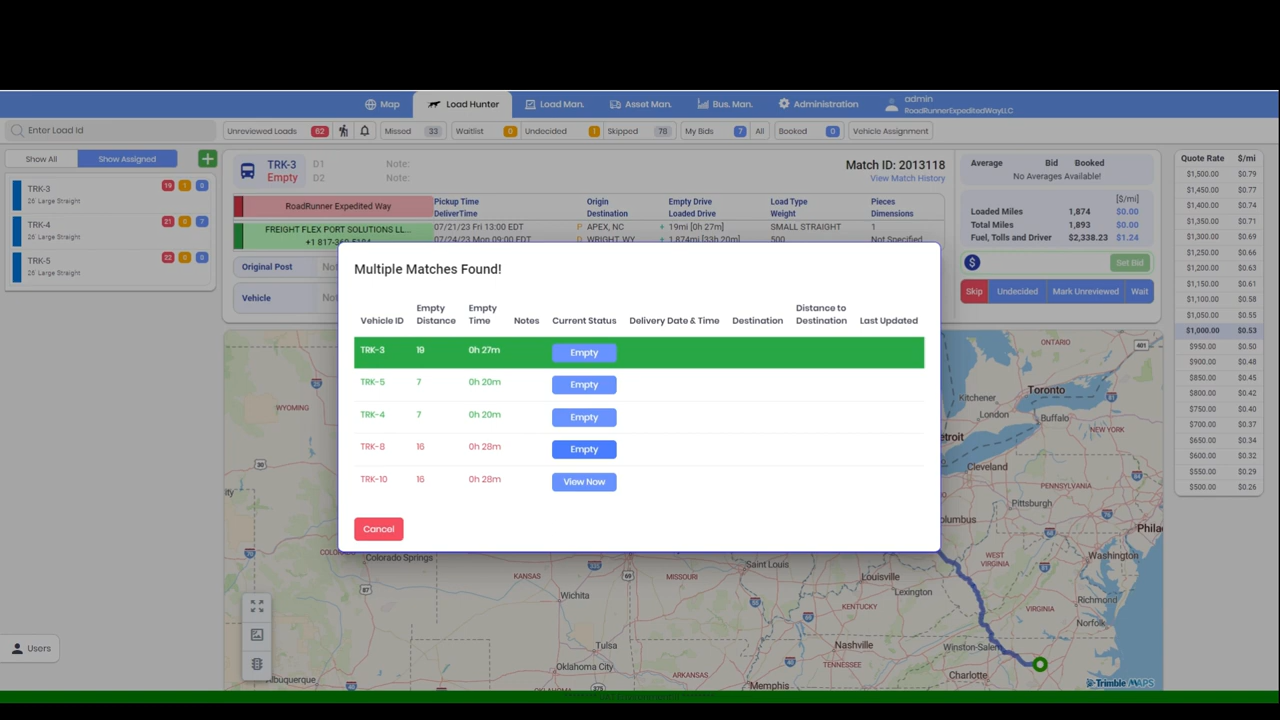 Map
Load Hunter
Load Man.
Asset Man.
Bus. Man.
Administration
admin
RoadRunnerExpeditedWayLLC
Enter Load Id
Unreviewed Loads 62
Missed 33
Waitlist 0
Undecided 1
Skipped 78
My Bids 7
All
Booked 0
Vehicle Assignment
Show All
Show Assigned
TRK-3 19 1 0
26' Large Straight
TRK-4 21 0 7
26' Large Straight
TRK-5 22 0 0
26' Large Straight
Users
TRK-3 D1 Note:
Empty D2 Note:
Match ID: 2013118
View Match History
RoadRunner Expedited Way
FREIGHT FLEX PORT SOLUTIONS LL...
Pickup Time Origin Empty Drive Load Type Pieces
DeliverTime Destination Loaded Drive Weight Dimensions
07/21/23 Fri 13:00 EDT P APEX, NC + 19mi [0h 27m] SMALL STRAIGHT 1
07/24/23 Mon 09:00 EDT D WRIGHT, WY + 1,874mi [33h 20m] 500 Not Specified
Original Post
Vehicle
Average Bid Booked
No Averages Available!
[$/mi]
Loaded Miles 1,874 $0.00
Total Miles 1,893 $0.00
Fuel, Tolls and Driver $2,338.23 $1.24
$
Set Bid
Skip
Undecided
Mark Unreviewed
Wait
Quote Rate $/mi
$1,500.00 $0.79
$1,450.00 $0.77
$1,400.00 $0.74
$1,350.00 $0.71
$1,300.00 $0.69
$1,250.00 $0.66
$1,200.00 $0.63
$1,150.00 $0.61
$1,100.00 $0.58
$1,050.00 $0.55
$1,000.00 $0.53
$950.00 $0.50
$900.00 $0.48
$850.00 $0.45
$800.00 $0.42
$750.00 $0.40
$700.00 $0.37
$650.00 $0.34
$600.00 $0.32
$550.00 $0.29
$500.00 $0.26
Multiple Matches Found!
Vehicle ID Empty Distance Empty Time Notes Current Status Delivery Date & Time Destination Distance to Destination Last Updated
TRK-3 19 0h 27m Empty
TRK-5 7 0h 20m Empty
TRK-4 7 0h 20m Empty
TRK-8 16 0h 28m Empty
TRK-10 16 0h 28m View Now
Cancel
ONTARIO
401
Toronto
Kitchener
London
Buffalo
WYOMING
NEW YORK
Cleveland
30
PENNSYLVANIA
Pittsburgh
Colorado Springs
Saint Louis
WEST
VIRGINIA
Washington
KANSAS
69
MISSOURI
Louisville
87
Lexington
Richmond
Wichita
KENTUCKY
VIRGINIA
Norfolk
Tulsa
Nashville
Winston-Salem
Oklahoma City
TENNESSEE
Charlotte
ARKANSAS
Memphis
Trimble MAPS